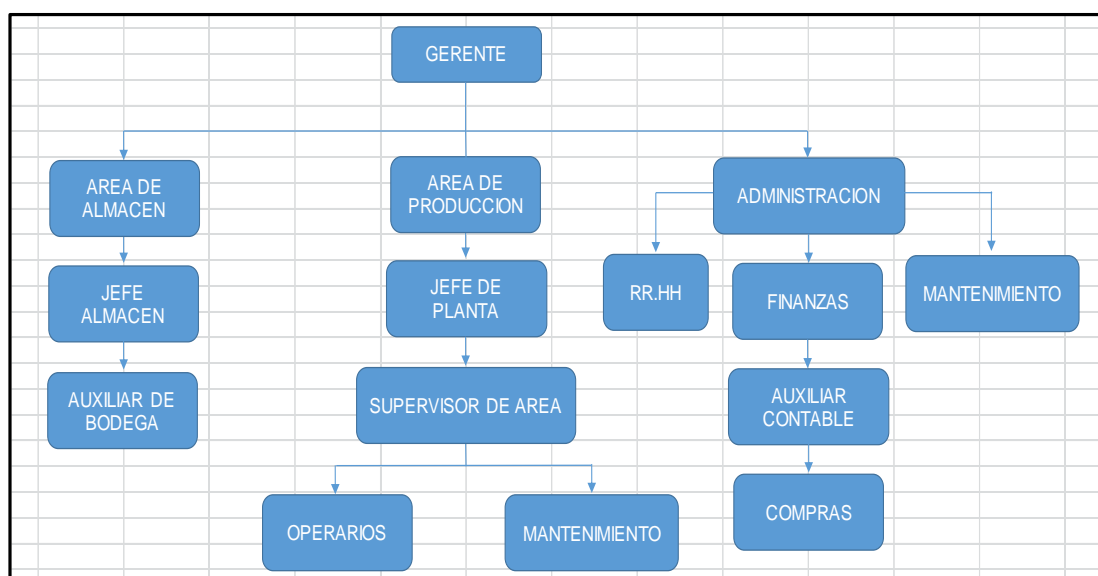 GERENTE
AREA DE
ALMACEN
AREA DE
PRODUCCION
ADMINISTRACION
JEFE
ALMACEN
JEFE DE
PLANTA
RR.HH
FINANZAS
MANTENIMIENTO
AUXILIAR DE
BODEGA
SUPERVISOR DE AREA
AUXILIAR
CONTABLE
OPERARIOS
MANTENIMIENTO
COMPRAS